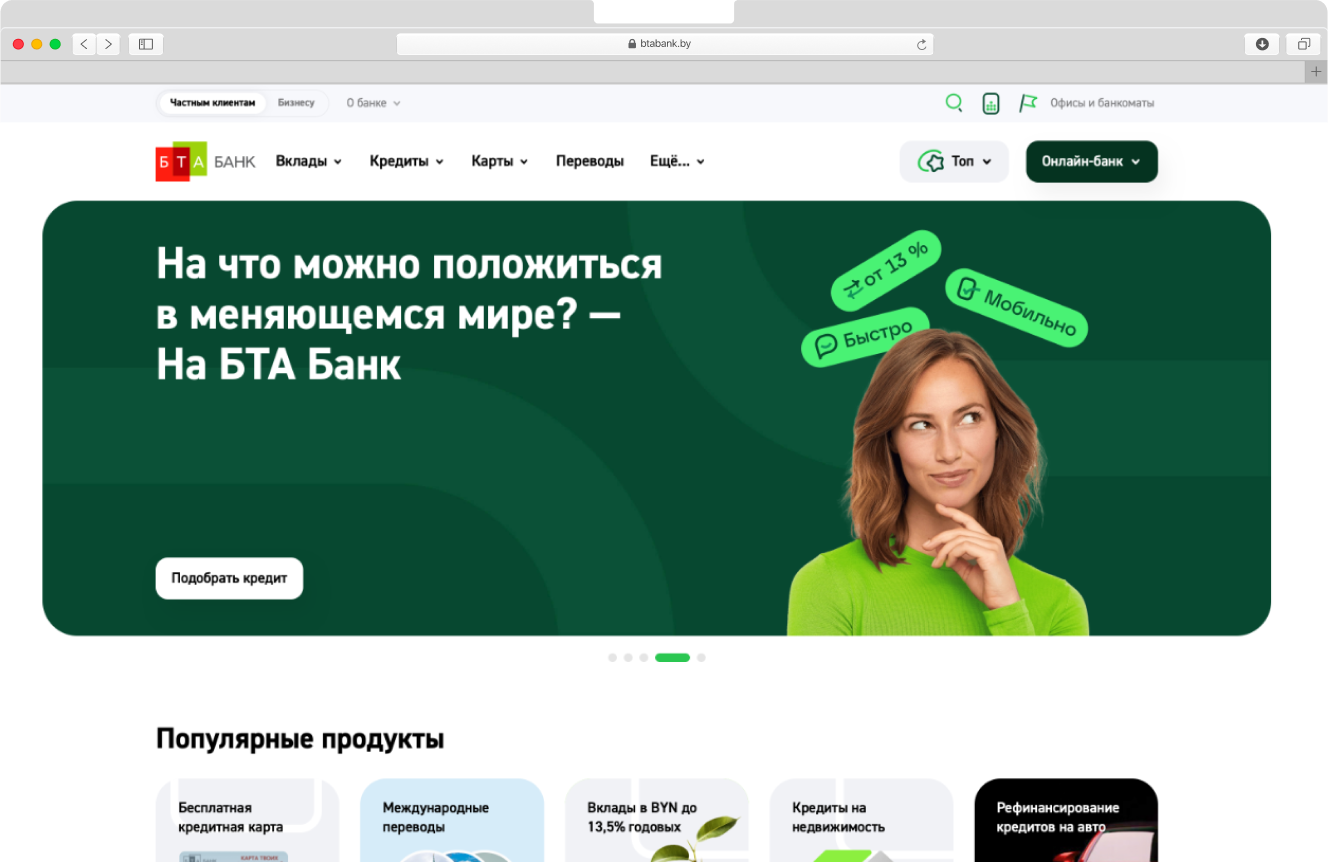 btabank.by
Частным клиентам Бизнесу О банке Офисы и банкоматы
БТА БАНК Вклады Кредиты Карты Переводы Ещё... Топ Онлайн-банк
На что можно положиться
в меняющемся мире? —
На БТА Банк
от 13 %
Мобильно
Быстро
Подобрать кредит
Популярные продукты
Бесплатная
кредитная карта
КАРТА ТВОИХ
Международные
переводы
Вклады в BYN до
13,5% годовых
Кредиты на
недвижимость
Рефинансирование
кредитов на авто